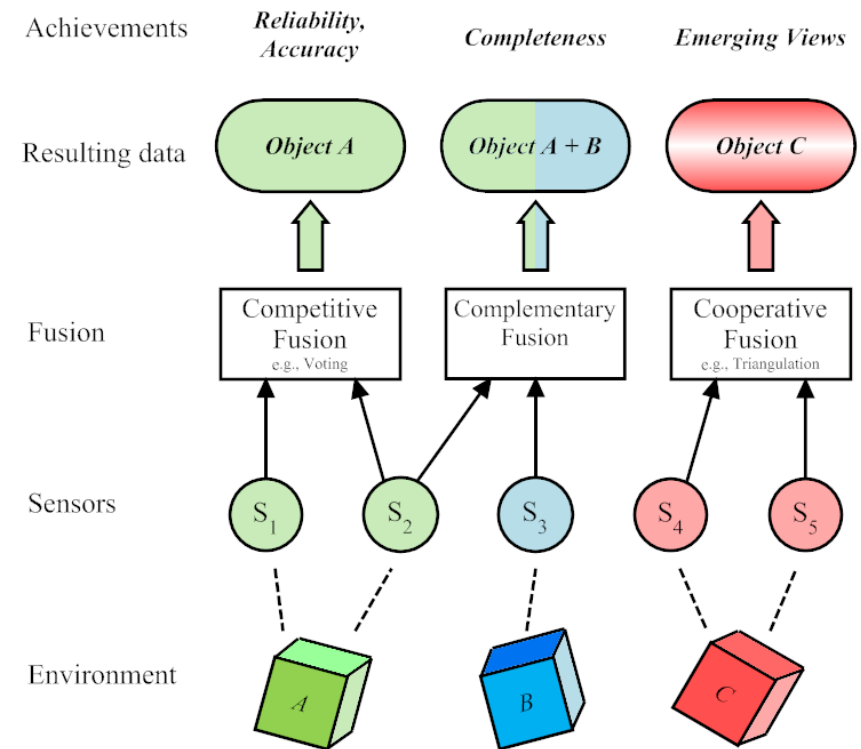 Achievements
Reliability,
Accuracy
Completeness
Emerging Views
Resulting data
Object A
Object A + B
Object C
Fusion
Competitive
Fusion
e.g., Voting
Complementary
Fusion
Cooperative
Fusion
e.g., Triangulation
Sensors
S1
S2
S3
S4
S5
Environment
A
B
C